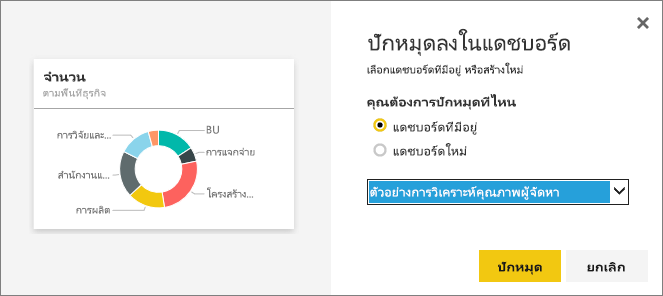 ปักหมุดลงในแดชบอร์ด
เลือกแดชบอร์ดที่มีอยู่ หรือสร้างใหม่
จำนวน
ตามพื้นที่ธุรกิจ
BU
การแจกจ่าย
โครงสร้าง...
การผลิต
สำนักงานแ...
การวิจัยและ...
คุณต้องการปักหมุดที่ไหน
แดชบอร์ดที่มีอยู่
แดชบอร์ดใหม่
ตัวอย่างการวิเคราะห์คุณภาพผู้จัดหา
ปักหมุด
ยกเลิก